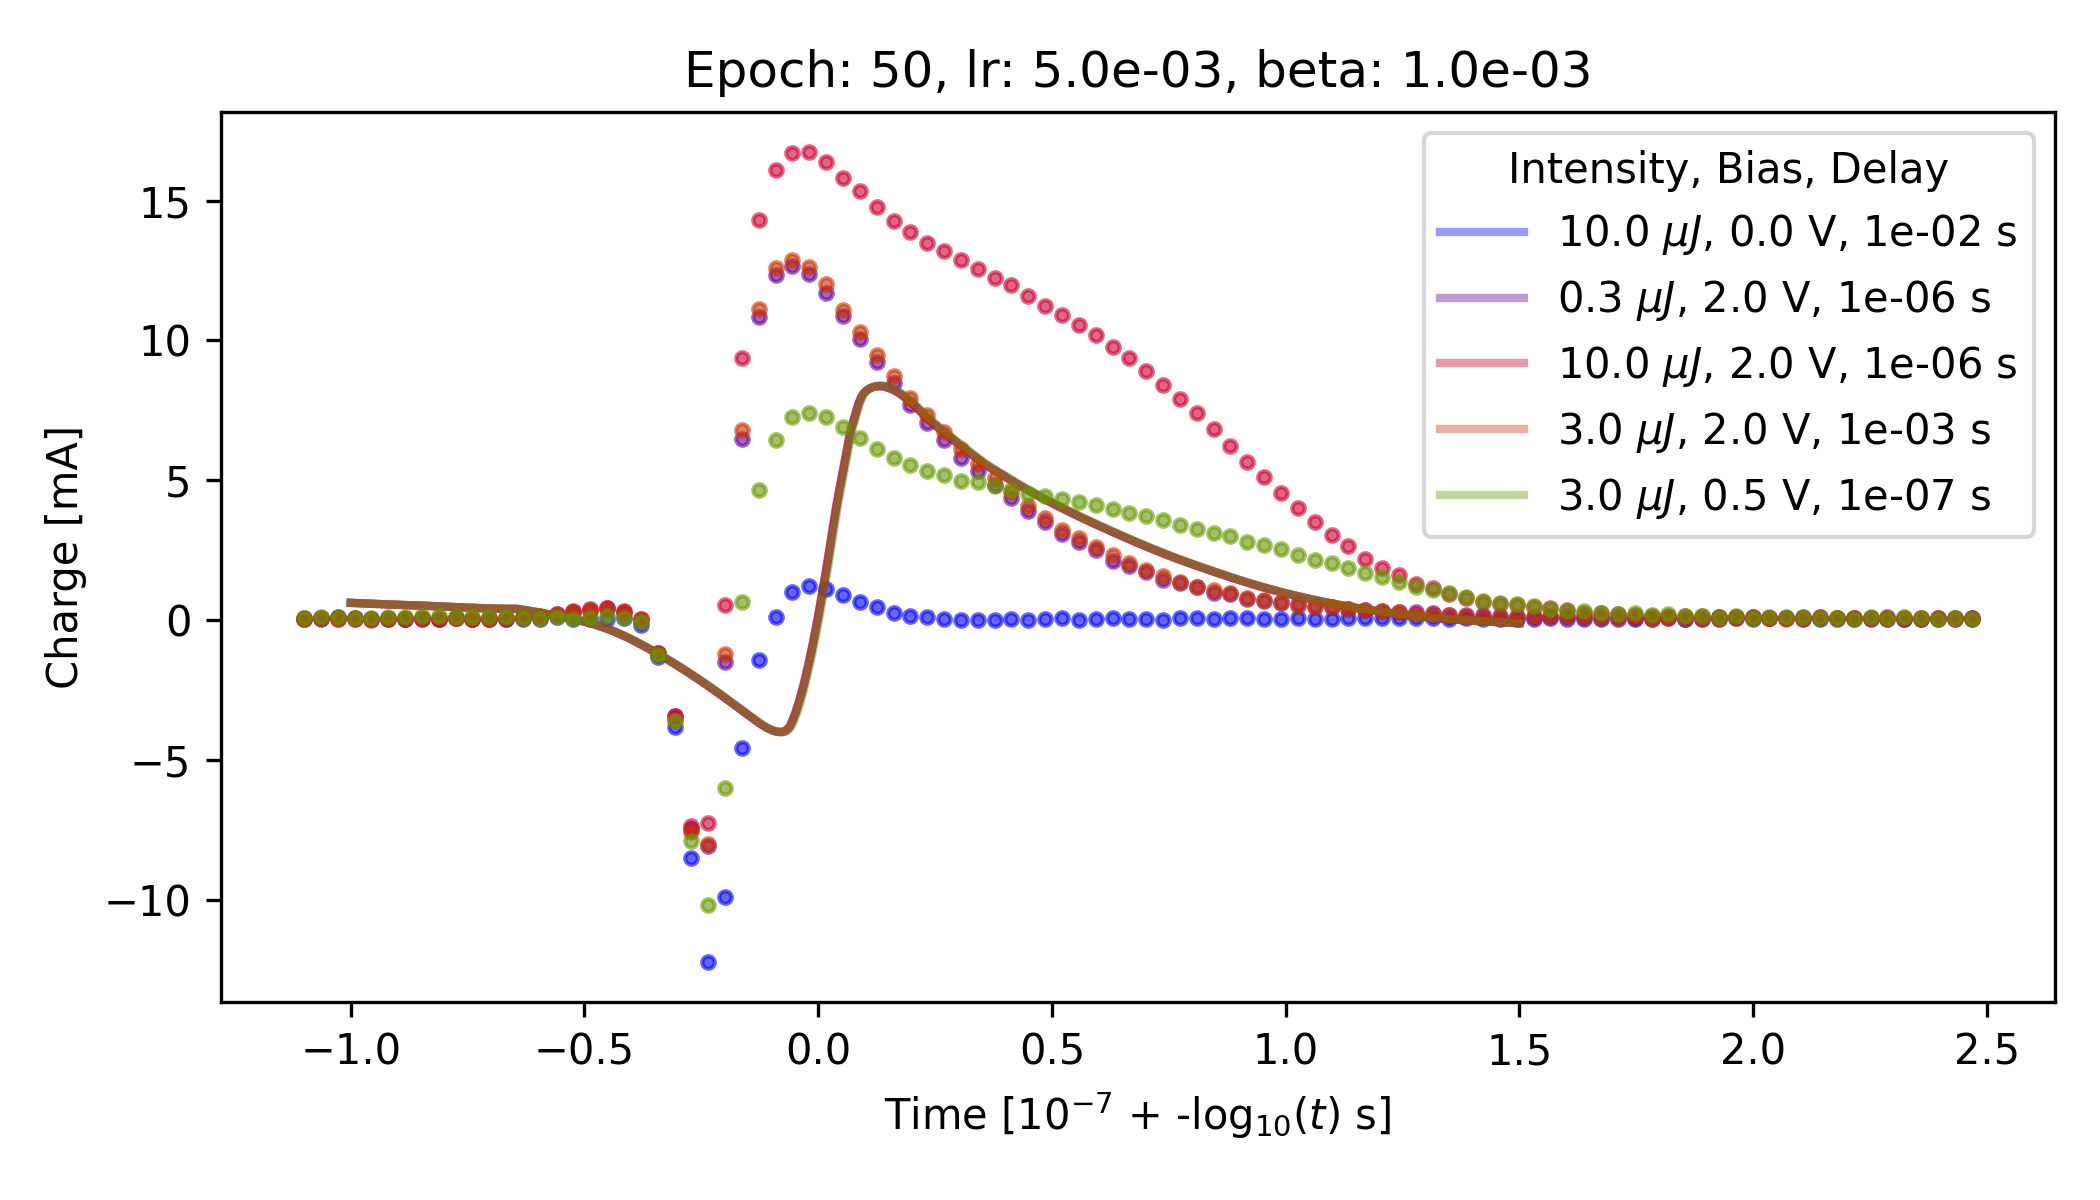 Epoch: 50, lr: 5.0e-03, beta: 1.0e-03
Intensity, Bias, Delay
10.0 μJ, 0.0 V, 1e-02 s
0.3 μJ, 2.0 V, 1e-06 s
10.0 μJ, 2.0 V, 1e-06 s
3.0 μJ, 2.0 V, 1e-03 s
3.0 μJ, 0.5 V, 1e-07 s
Charge [mA]
15
10
5
0
−5
−10
−1.0 −0.5 0.0 0.5 1.0 1.5 2.0 2.5
Time [10⁻⁷ + -log₁₀(t) s]